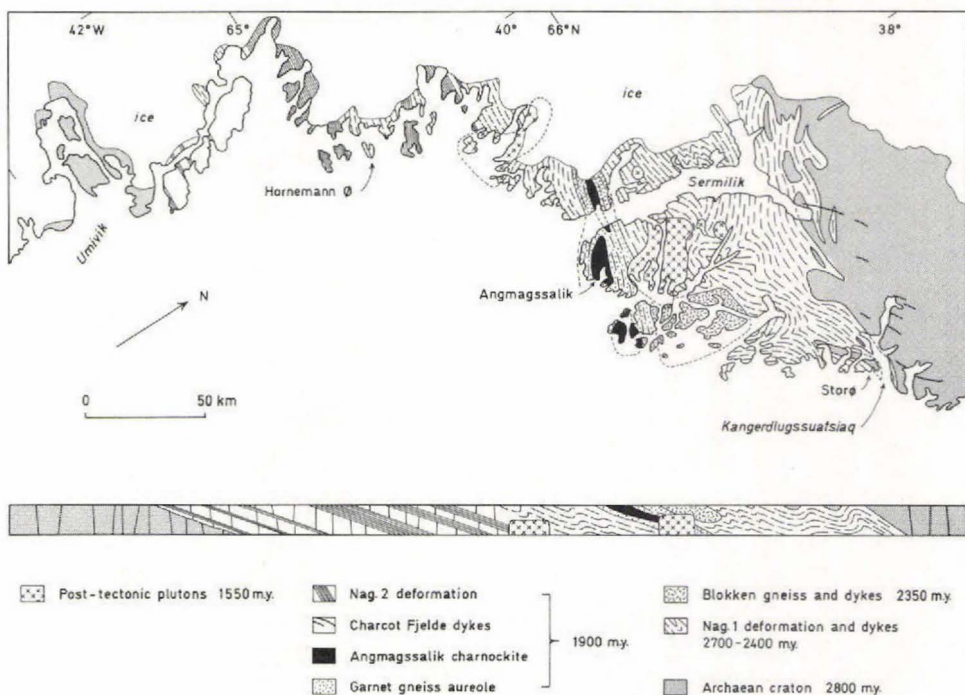 42°W 65° 40° 66°N 38°
ice
ice
Hornemann Ø
Sermilik
Umivik
Angmagssalik
N
Storø
Kangerdlugssuatsiaq
0 50 km
Post-tectonic plutons 1550 m.y.
Nag. 2 deformation
Charcot Fjelde dykes
Angmagssalik charnockite
Garnet gneiss aureole
1900 m.y.
Blokken gneiss and dykes 2350 m.y.
Nag. 1 deformation and dykes
2700-2400 m.y.
Archaean craton 2800 my.